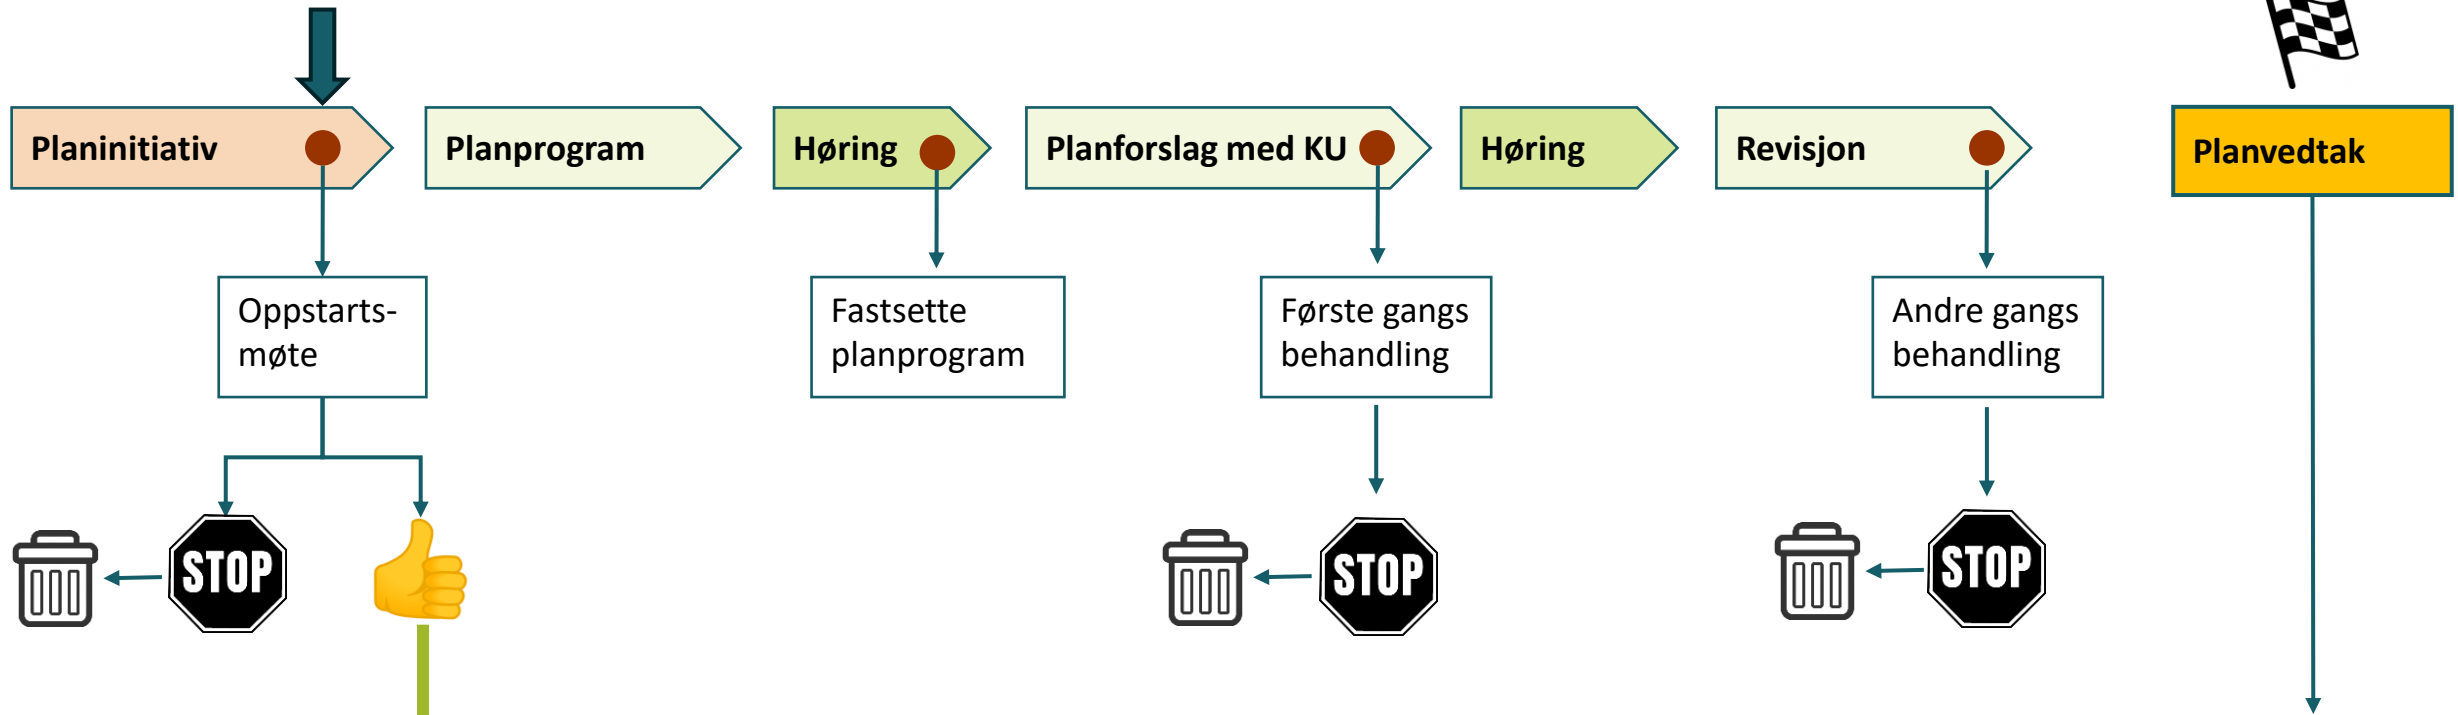 Planinitiativ
Planprogram
Høring
Planforslag med KU
Høring
Revisjon
Planvedtak
Oppstarts-
møte
Fastsette
planprogram
Første gangs
behandling
Andre gangs
behandling
STOP
STOP
STOP